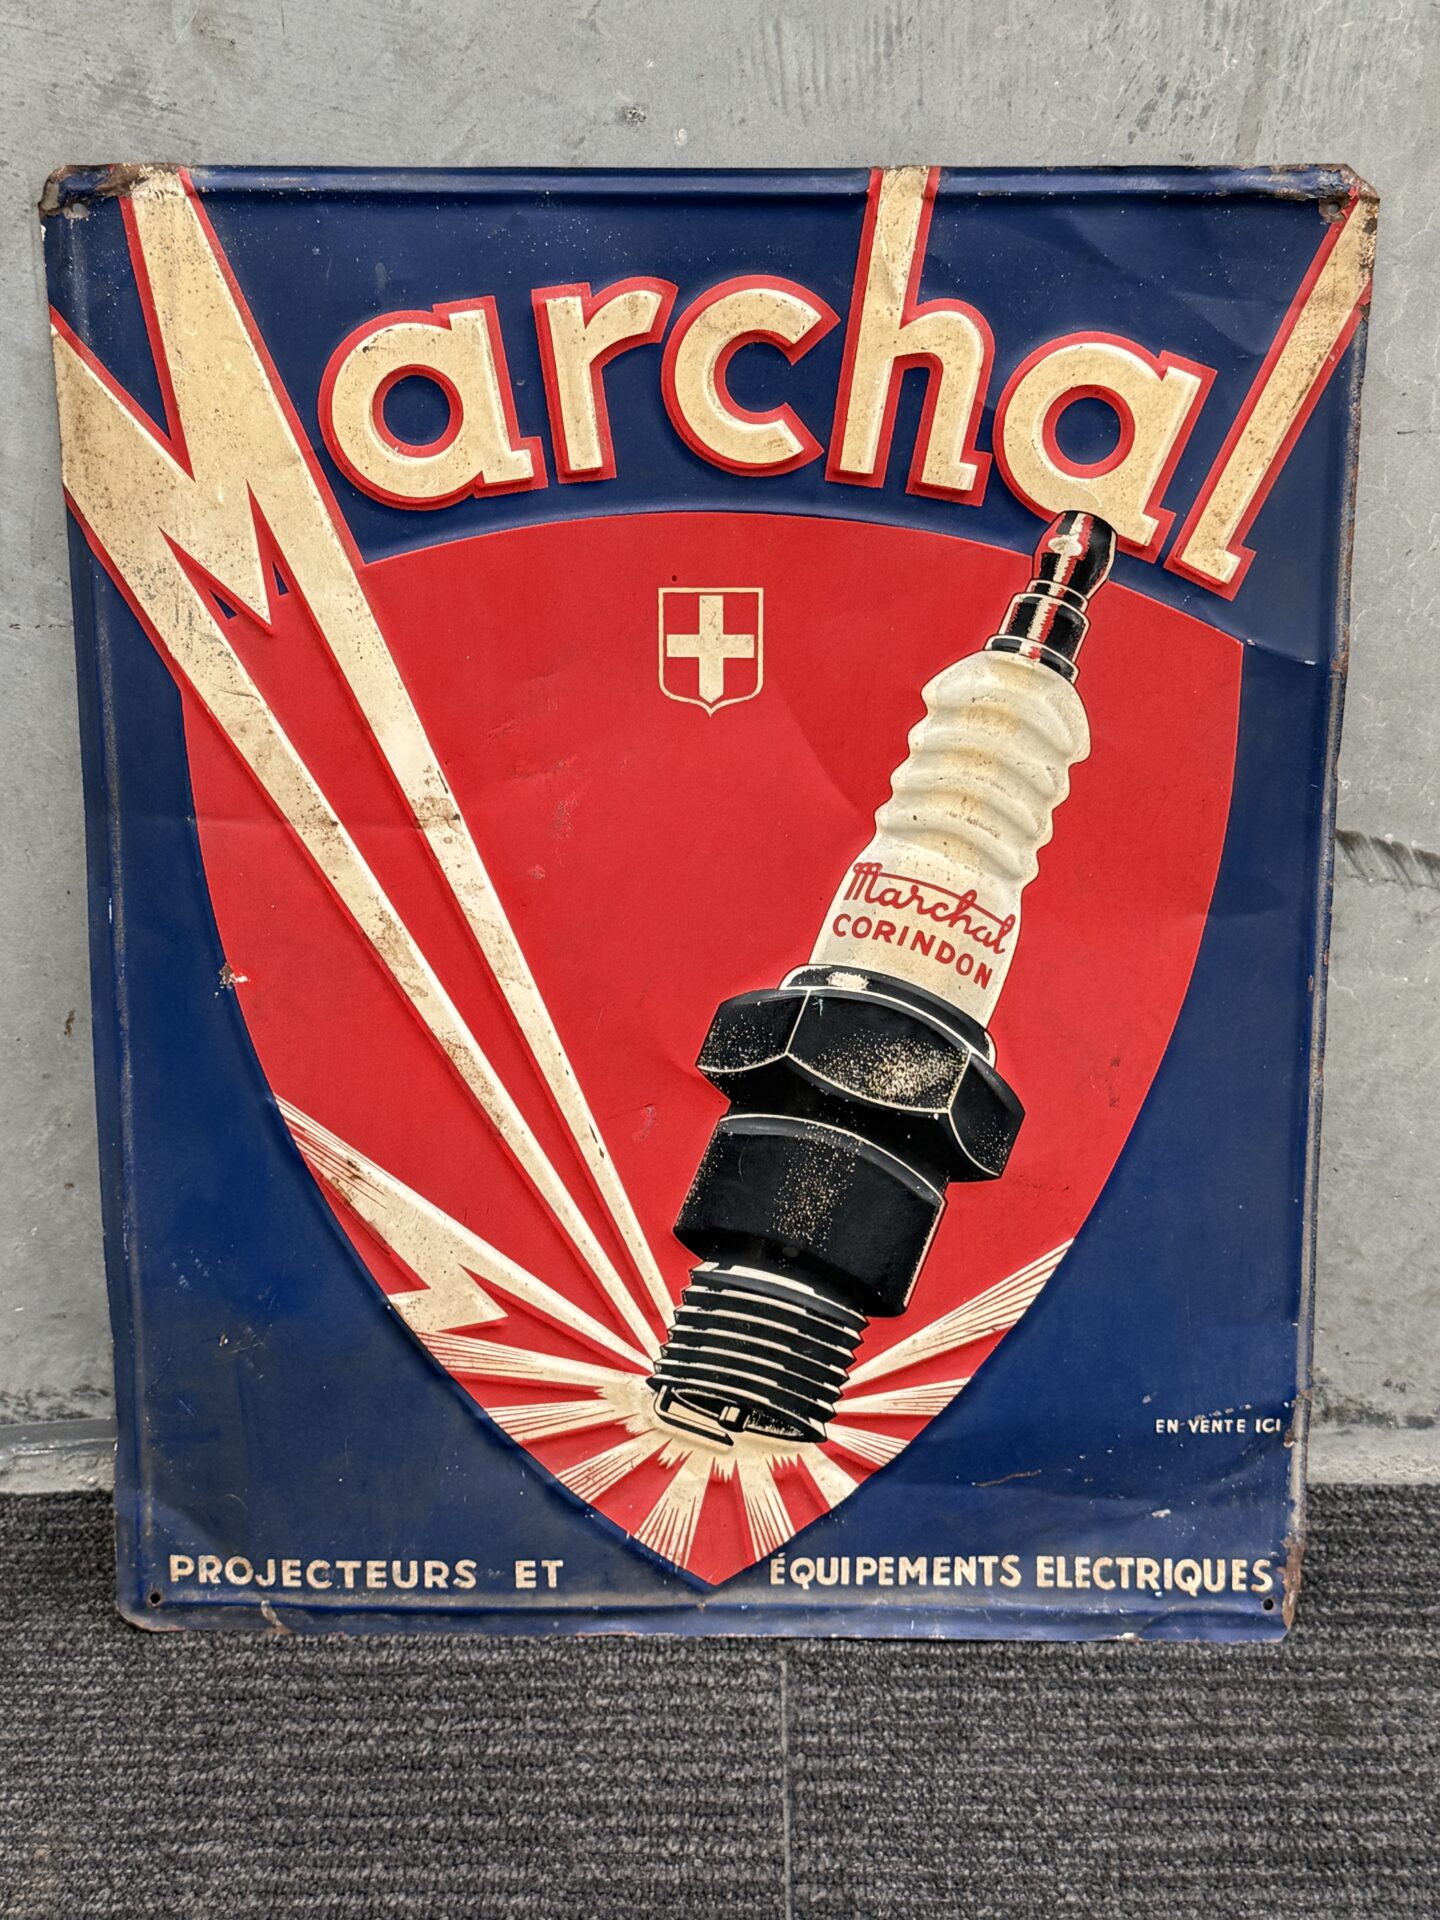 Marchal
Marchal
CORINDON
EN VENTE ICI
PROJECTEURS ET ÉQUIPEMENTS ELECTRIQUES